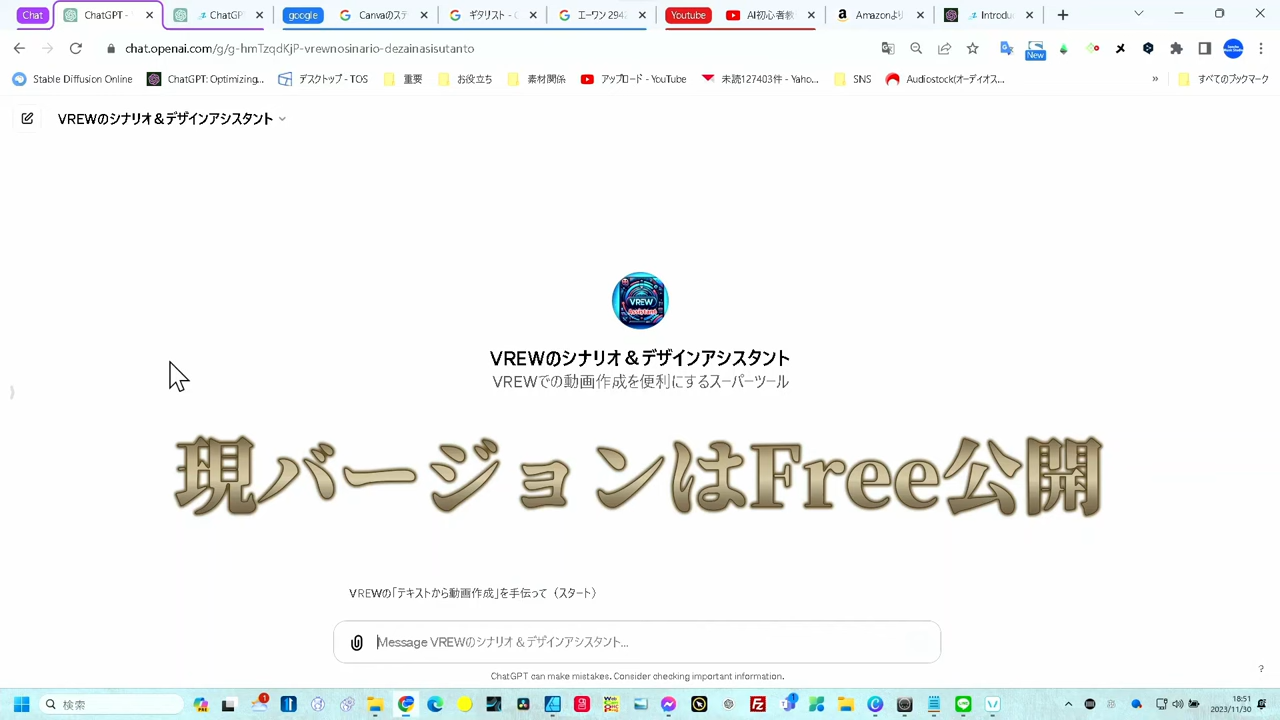 Chat
ChatGPT -
ChatGP
google
Canvaのステ
ギタリスト - G
エーワン 294
Youtube
AI初心者救
Amazonより
Introdu
chat.openai.com/g/g-hmTzqdKjP-vrewnosinario-dezainasisutanto
New
Stable Diffusion Online
ChatGPT: Optimizing...
デスクトップ - TOS
重要
お役立ち
素材関係
アップロード - YouTube
未読127403件 - Yaho...
SNS
Audiostock(オーディオス...
»
すべてのブックマーク
VREWのシナリオ&デザインアシスタント
VREW
Assistant
VREWのシナリオ&デザインアシスタント
VREWでの動画作成を便利にするスーパーツール
現バージョンはFree公開
VREWの「テキストから動画作成」を手伝って（スタート）
Message VREWのシナリオ&デザインアシスタント...
ChatGPT can make mistakes. Consider checking important information.
?
検索
1
18:51
2023/11/30